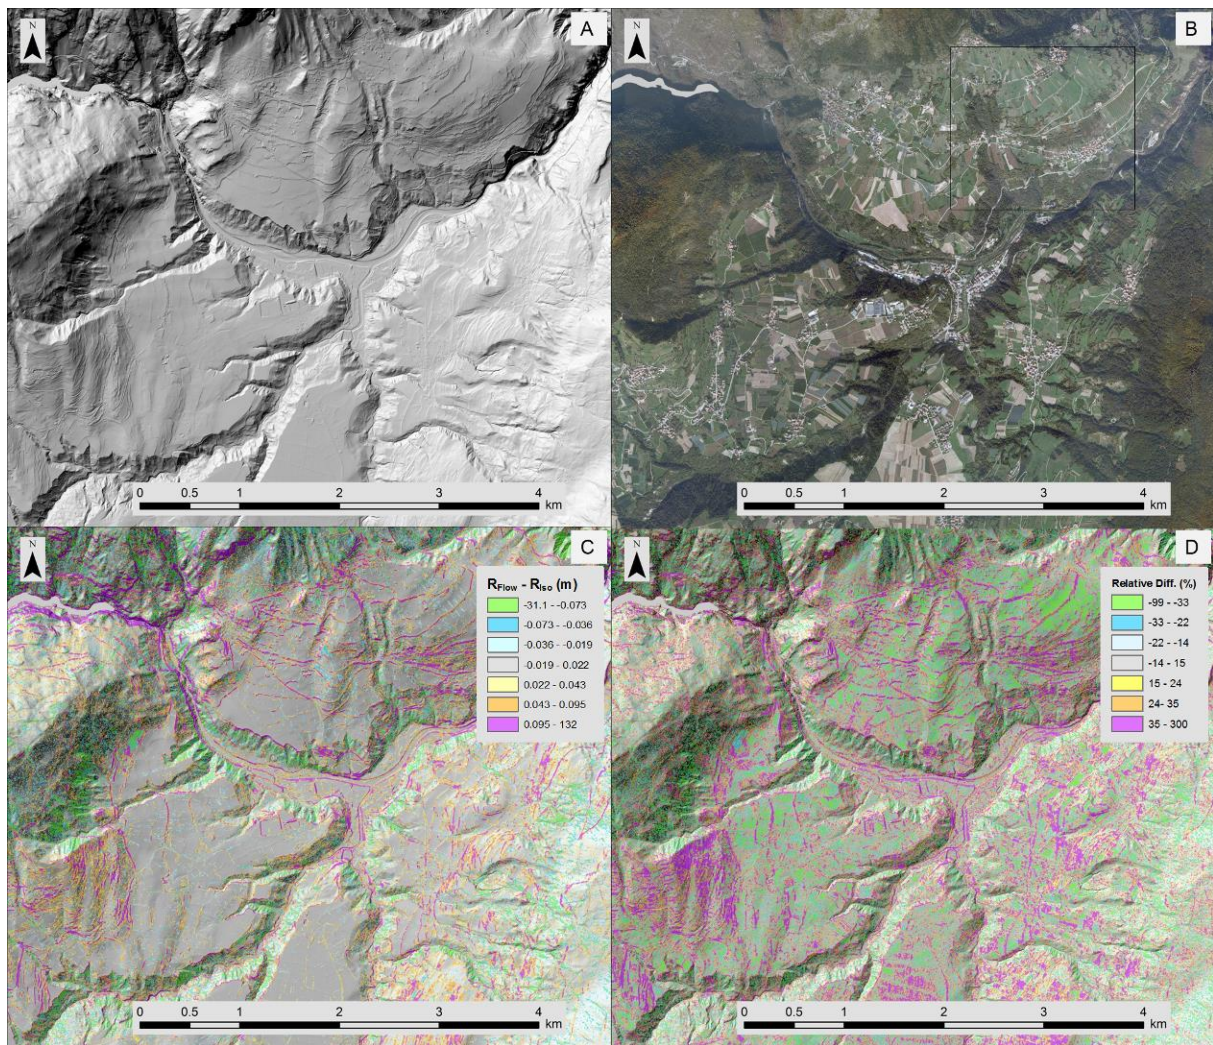 N
A
0 0.5 1 2 3 4
km
N
B
0 0.5 1 2 3 4
km
N
C
R_Flow - R_Iso (m)
-31.1 - -0.073
-0.073 - -0.036
-0.036 - -0.019
-0.019 - 0.022
0.022 - 0.043
0.043 - 0.095
0.095 - 132
0 0.5 1 2 3 4
km
N
D
Relative Diff. (%)
-99 - -33
-33 - -22
-22 - -14
-14 - 15
15 - 24
24- 35
35 - 300
0 0.5 1 2 3 4
km